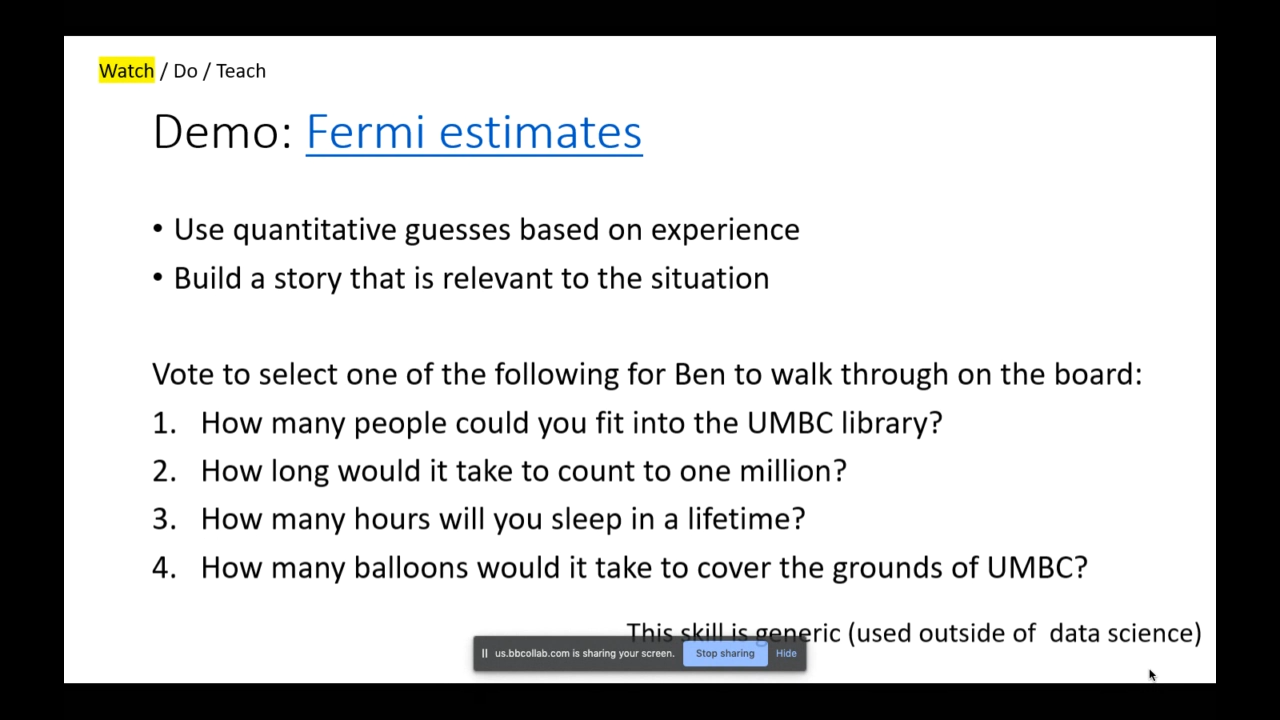 Watch / Do / Teach
Demo: Fermi estimates
• Use quantitative guesses based on experience
• Build a story that is relevant to the situation
Vote to select one of the following for Ben to walk through on the board:
1. How many people could you fit into the UMBC library?
2. How long would it take to count to one million?
3. How many hours will you sleep in a lifetime?
4. How many balloons would it take to cover the grounds of UMBC?
This skill is generic (used outside of  data science)
us.bbcollab.com is sharing your screen. Stop sharing Hide